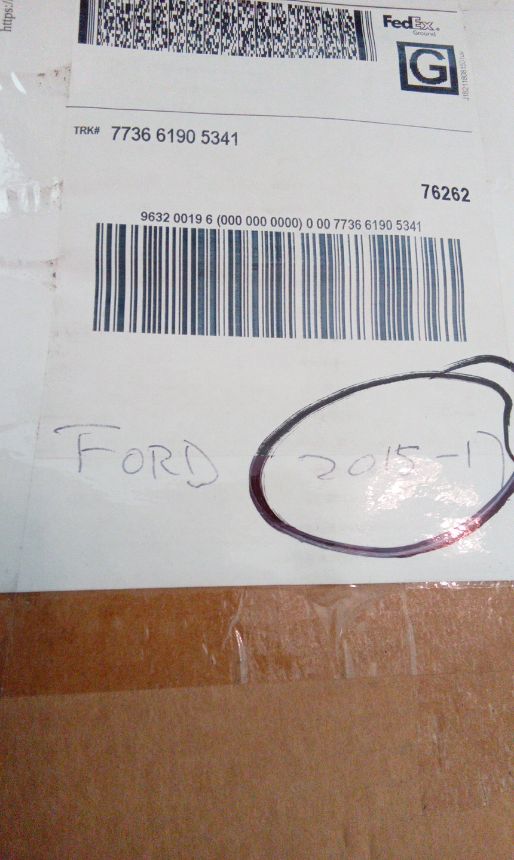 https:/
FedEx®
Ground
G
TRK# 7736 6190 5341
76262
9632 0019 6 (000 000 0000) 0 00 7736 6190 5341
FORD 2015-17